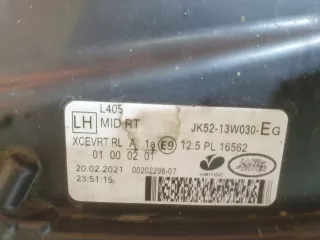 L405
LH MID RT JK52-13W030-EG
XCEVRT RL A 1a E9 12.5 PL 16562
01 00 02 01
20.02.2021 00202298-07
23:51:15